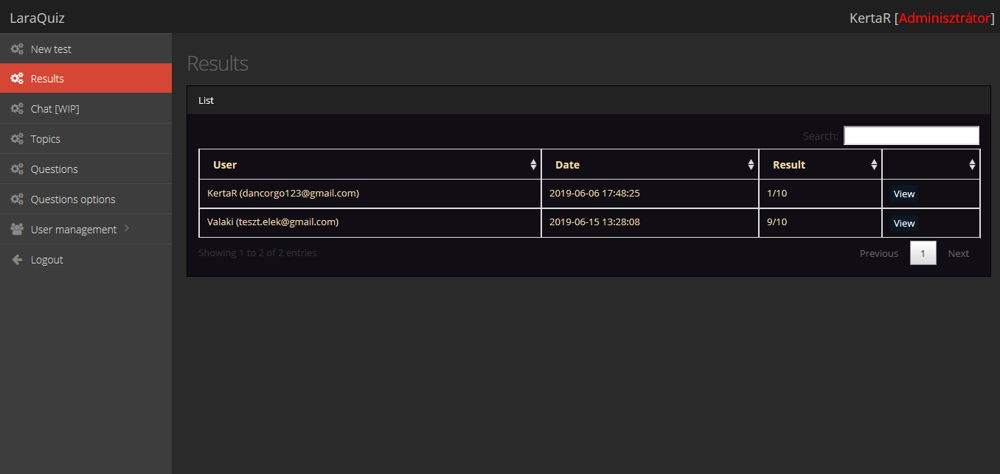 LaraQuiz
KertaR [Adminisztrátor]
New test
Results
Chat [WIP]
Topics
Questions
Questions options
User management
Logout
Results
List
Search:
User Date Result
KertaR (dancorgo123@gmail.com) 2019-06-06 17:48:25 1/10 View
Valaki (teszt.elek@gmail.com) 2019-06-15 13:28:08 9/10 View
Showing 1 to 2 of 2 entries
Previous 1 Next